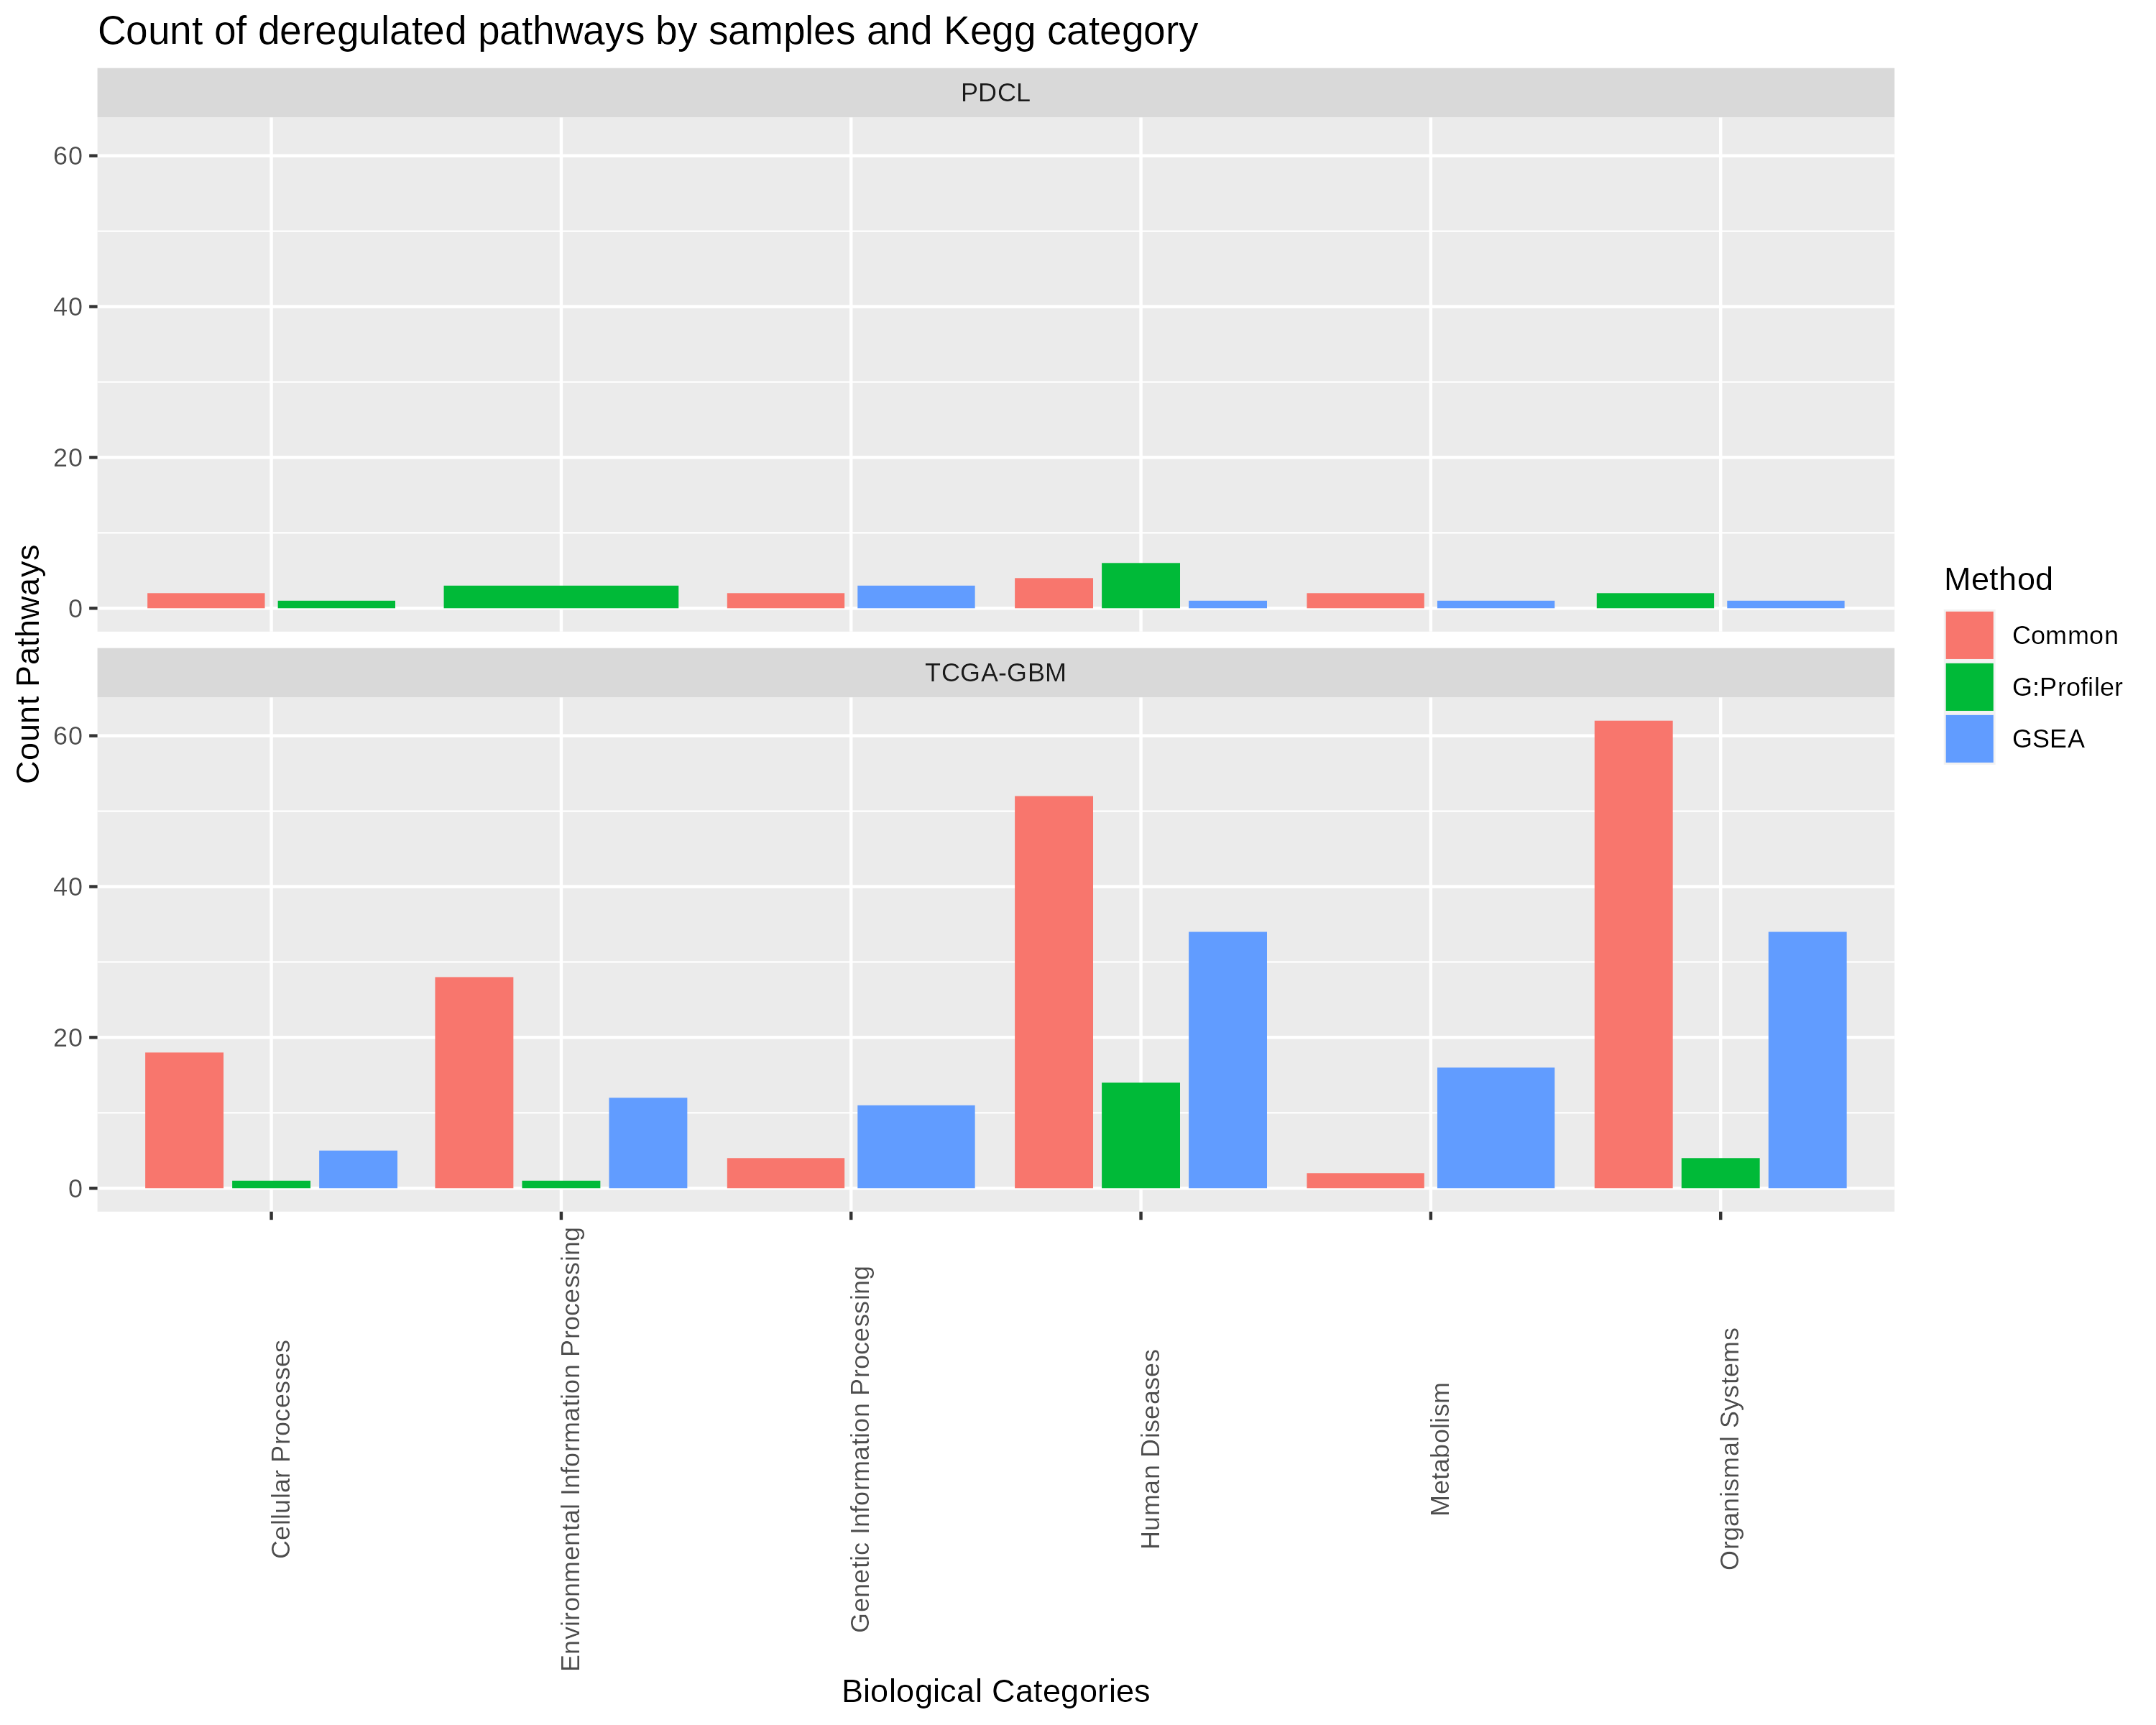 Count of deregulated pathways by samples and Kegg category
PDCL
60
40
20
0
TCGA-GBM
60
40
20
0
Count Pathways
Cellular Processes
Environmental Information Processing
Genetic Information Processing
Human Diseases
Metabolism
Organismal Systems
Biological Categories
Method
Common
G:Profiler
GSEA